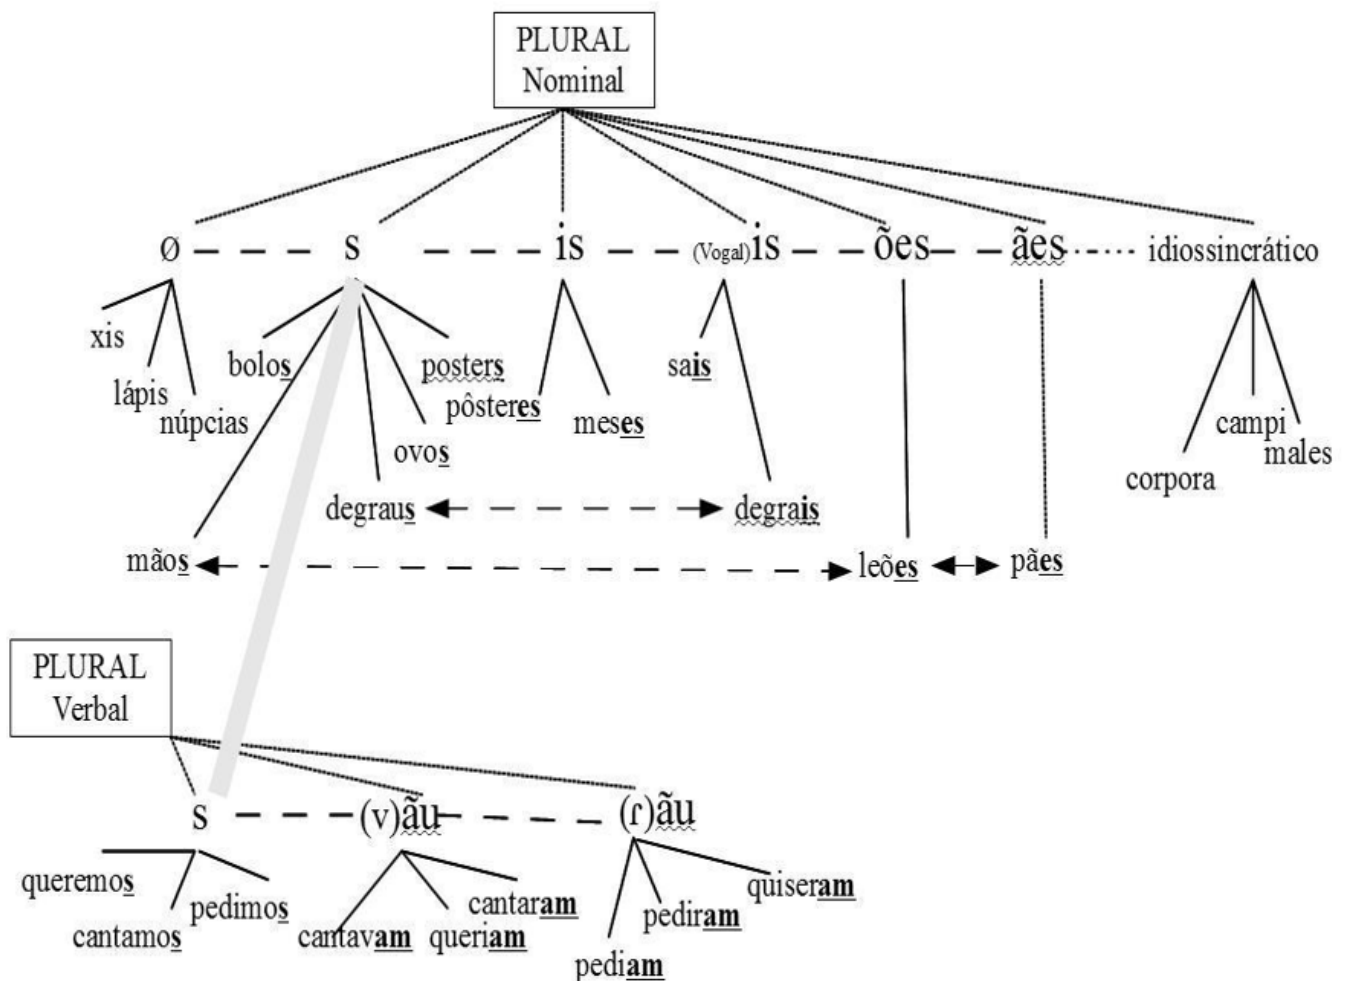 PLURAL
Nominal
Ø s is (Vogal)is ões ães idiossincrático
xis
lápis
núpcias
bolos
posters
pôsteres
meses
sais
ovos
campi
males
corpora
degraus
degrais
mãos
leões
pães
PLURAL
Verbal
s (v)ãu (ɾ)ãu
queremos
cantamos
pedimos
cantavam
queriam
cantaram
pediam
pediram
quiseram